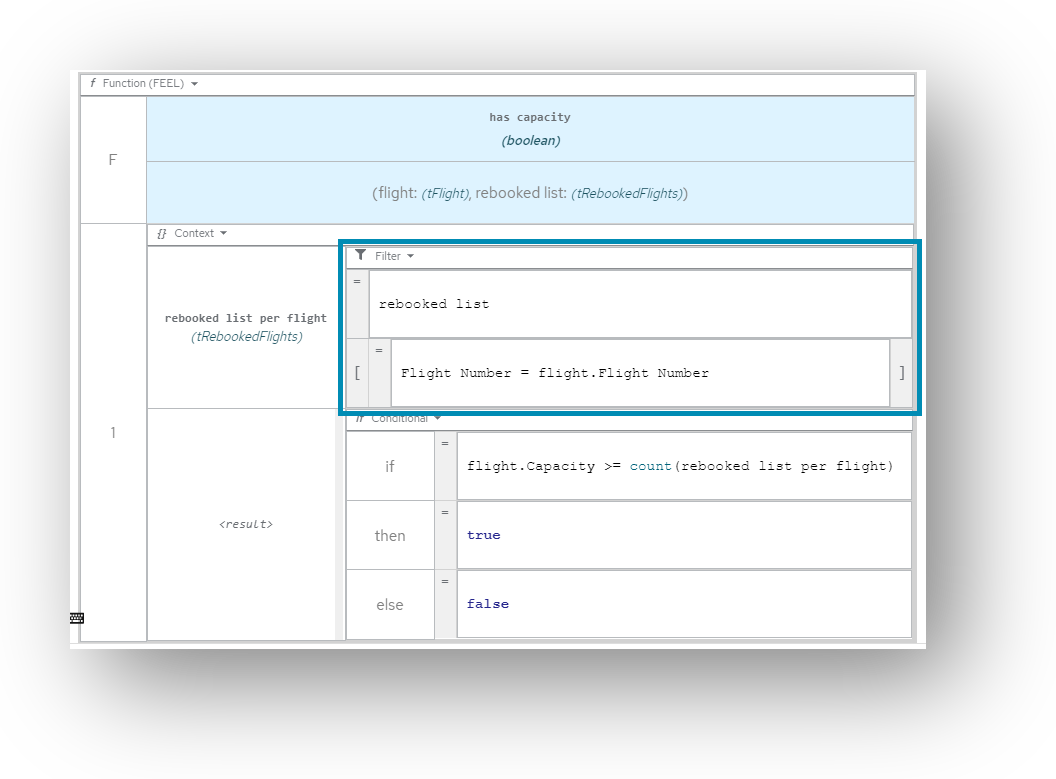 f Function (FEEL)
F
has capacity
(boolean)
(flight: (tFlight), rebooked list: (tRebookedFlights))
1
{} Context
rebooked list per flight
(tRebookedFlights)
Filter
=
rebooked list
[
=
Flight Number = flight.Flight Number
]
<result>
if Conditional
if
=
flight.Capacity >= count(rebooked list per flight)
then
=
true
else
=
false